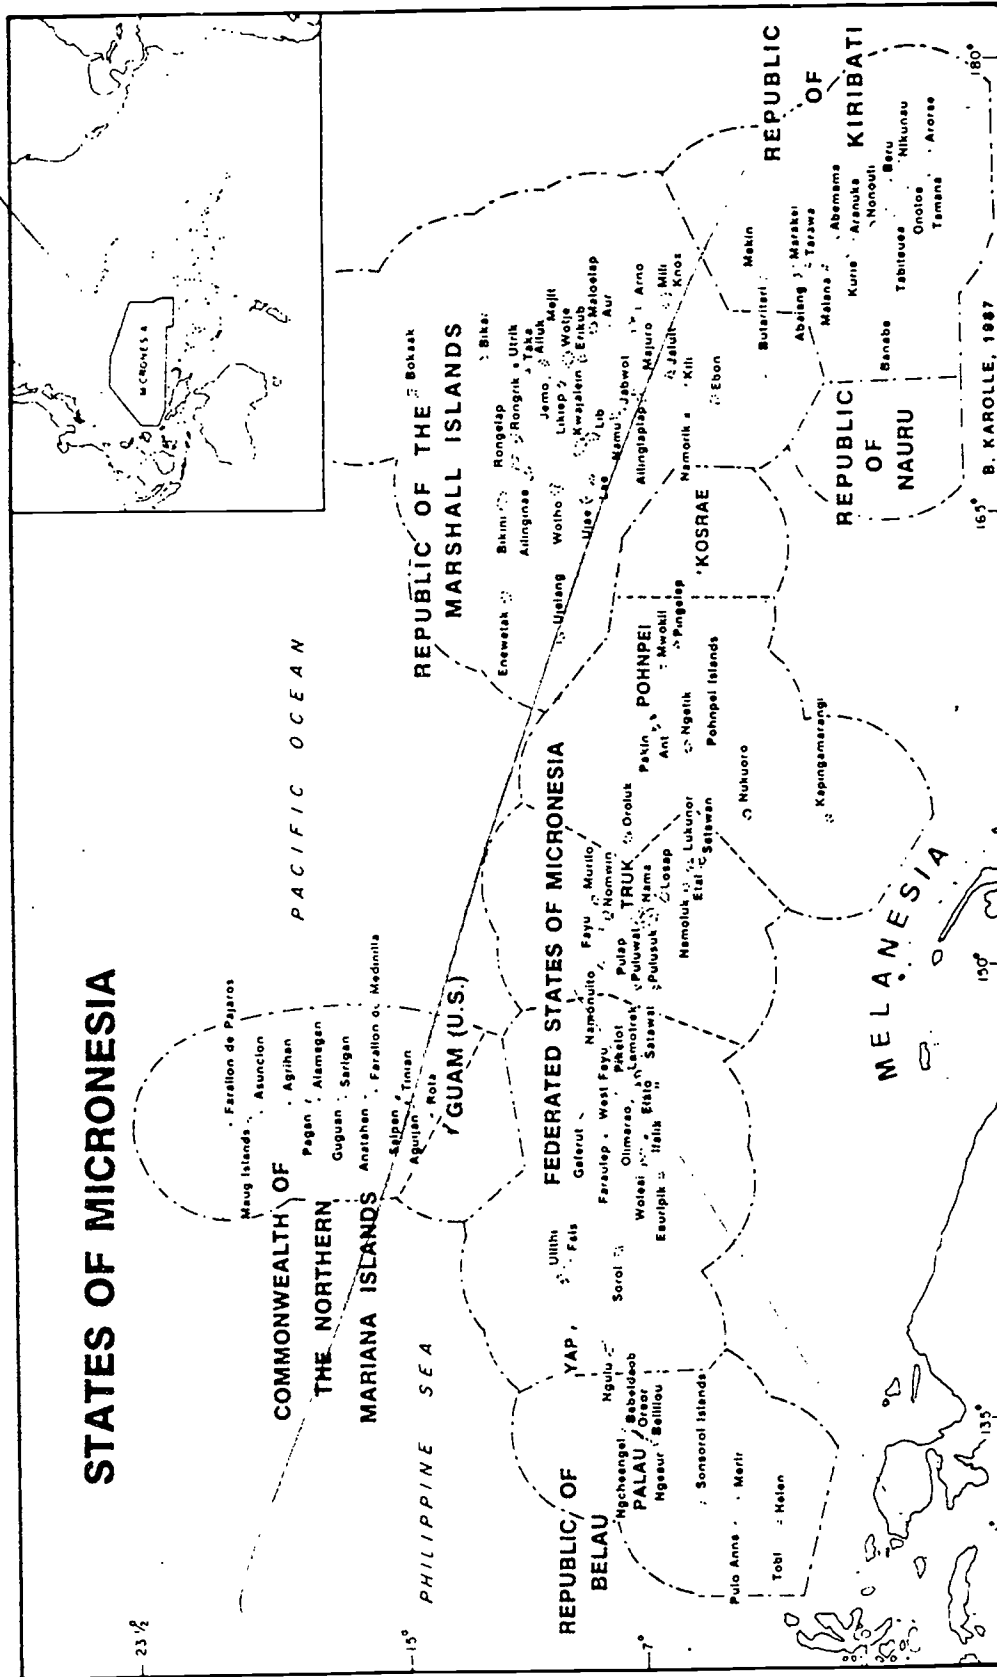 STATES OF MICRONESIA
MICRONESIA
PACIFIC OCEAN
PHILIPPINE SEA
23 1/2°
15°
7°
COMMONWEALTH OF
THE NORTHERN
MARIANA ISLANDS
Farallon de Pajaros
Maug Islands
Asuncion
Agrihan
Pagan
Alamagan
Guguan
Sarigan
Anatahan
Farallon de Medinilla
Saipan
Tinian
Aguijan
Rota
GUAM (U.S.)
REPUBLIC OF THE
MARSHALL ISLANDS
Bokaak
Bikar
Enewetak
Bikini
Rongelap
Ailinginae
Rongrik
Utrik
Taka
Ailuk
Jemo
Mejit
Likiep
Wotje
Wotho
Kwajalein
Erikub
Maloelap
Ujelang
Ujae
Lae
Lib
Aur
Namu
Jabwol
Ailinglaplap
Majuro
Arno
Jaluit
Mili
Knox
Namorik
Kili
Ebon
FEDERATED STATES OF MICRONESIA
YAP
Ulithi
Fais
Ngulu
Sorol
Gaferut
Faraulep
West Fayu
Olimarao
Pikelot
Lamotrek
Woleai
Elato
Satawal
Ifalik
Eauripik
TRUK
Namonuito
Fayu
Murilo
Nomwin
Pulap
Puluwat
Pulusuk
Nama
Losap
Namoluk
Etal
Lukunor
Satawan
POHNPEI
Oroluk
Pakin
Ant
Mwokil
Pingelap
Ngatik
Pohnpei Islands
Nukuoro
Kapingamarangi
KOSRAE
REPUBLIC OF
BELAU
PALAU
Ngcheangel
Babeldaob
Oreor
Beliliou
Ngeaur
Sonsorol Islands
Pulo Anna
Merir
Tobi
Helen
REPUBLIC
OF
KIRIBATI
Makin
Butaritari
Marakei
Abaiang
Tarawa
Maiana
Abemama
Kuria
Aranuka
Nonouti
Tabiteuea
Beru
Nikunau
Onotoa
Tamana
Arorae
Banaba
REPUBLIC
OF
NAURU
MELANESIA
135°
150°
165°
180°
B. KAROLLE, 1987